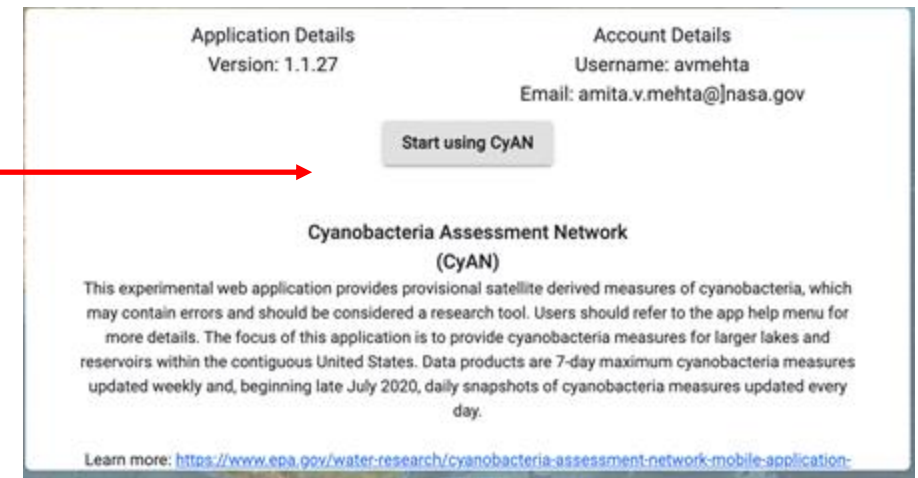 Application Details
Version: 1.1.27
Account Details
Username: avmehta
Email: amita.v.mehta@]nasa.gov
Start using CyAN
Cyanobacteria Assessment Network
(CyAN)
This experimental web application provides provisional satellite derived measures of cyanobacteria, which
may contain errors and should be considered a research tool. Users should refer to the app help menu for
more details. The focus of this application is to provide cyanobacteria measures for larger lakes and
reservoirs within the contiguous United States. Data products are 7-day maximum cyanobacteria measures
updated weekly and, beginning late July 2020, daily snapshots of cyanobacteria measures updated every
day.
Learn more: https://www.epa.gov/water-research/cyanobacteria-assessment-network-mobile-application-